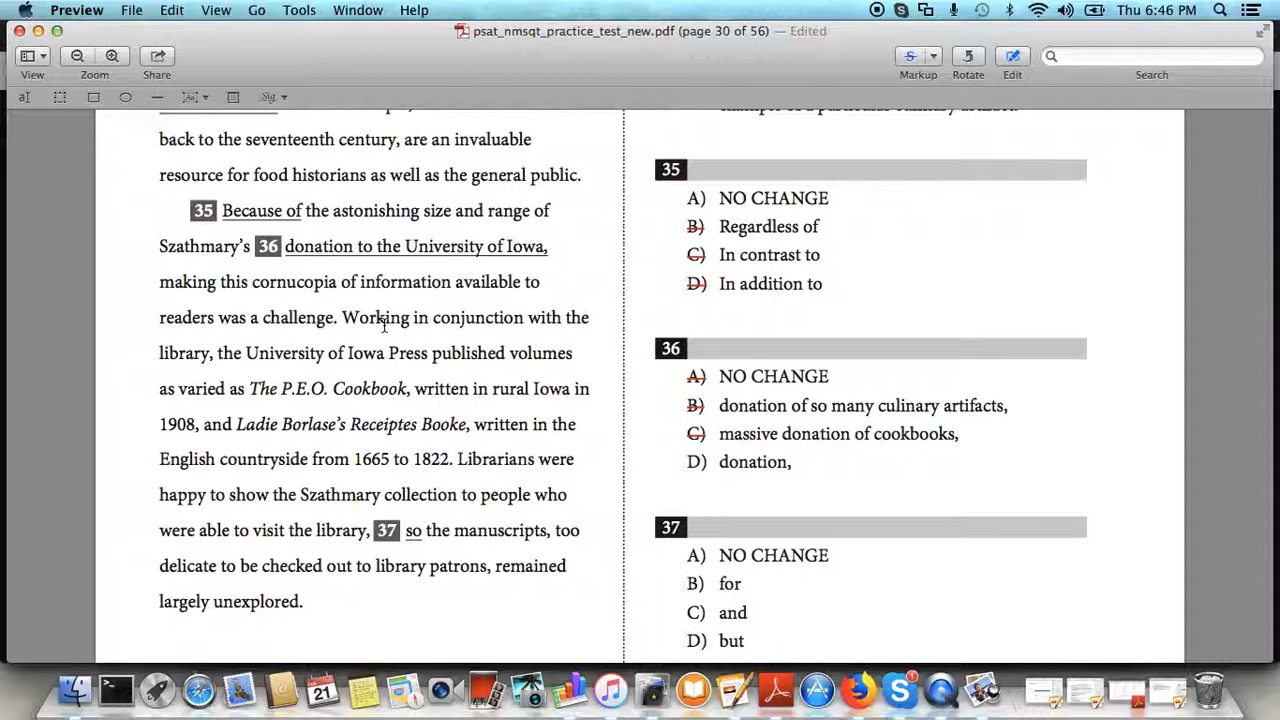 Preview File Edit View Go Tools Window Help Thu 6:46 PM
psat_nmsqt_practice_test_new.pdf (page 30 of 56) — Edited
View Zoom Share Markup Rotate Edit Search
back to the seventeenth century, are an invaluable
resource for food historians as well as the general public.
35 Because of the astonishing size and range of
Szathmary's 36 donation to the University of Iowa,
making this cornucopia of information available to
readers was a challenge. Working in conjunction with the
library, the University of Iowa Press published volumes
as varied as The P.E.O. Cookbook, written in rural Iowa in
1908, and Ladie Borlase's Receiptes Booke, written in the
English countryside from 1665 to 1822. Librarians were
happy to show the Szathmary collection to people who
were able to visit the library, 37 so the manuscripts, too
delicate to be checked out to library patrons, remained
largely unexplored.
35
A) NO CHANGE
B) Regardless of
C) In contrast to
D) In addition to
36
A) NO CHANGE
B) donation of so many culinary artifacts,
C) massive donation of cookbooks,
D) donation,
37
A) NO CHANGE
B) for
C) and
D) but